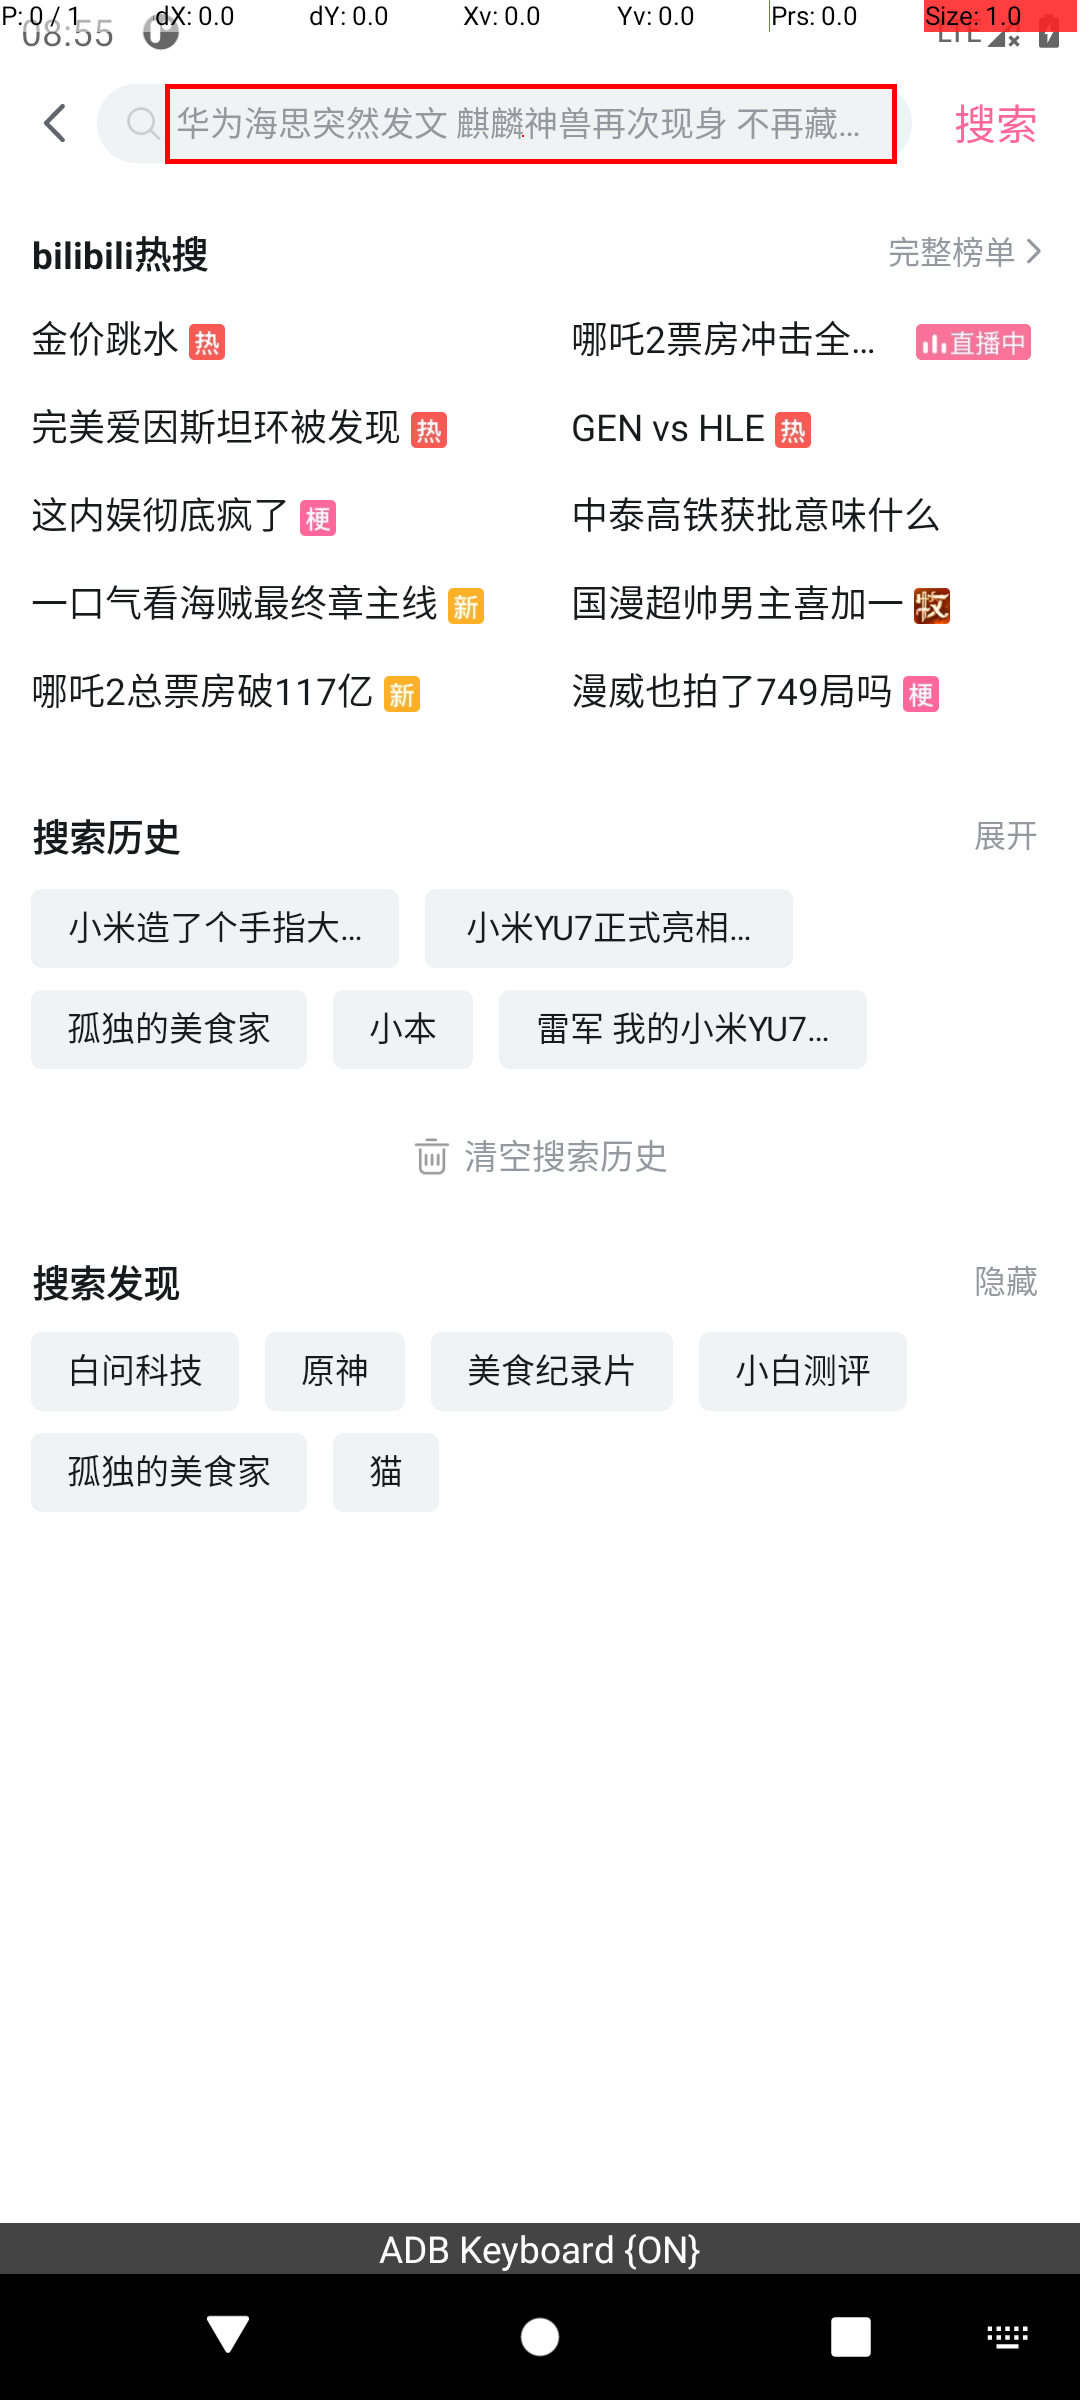 P: 0 / 1 dX: 0.0 dY: 0.0 Xv: 0.0 Yv: 0.0 Prs: 0.0 Size: 1.0
08:55 LTE
华为海思突然发文 麒麟神兽再次现身 不再藏... 搜索
bilibili热搜 完整榜单
金价跳水 热 哪吒2票房冲击全... 直播中
完美爱因斯坦环被发现 热 GEN vs HLE 热
这内娱彻底疯了 梗 中泰高铁获批意味什么
一口气看海贼最终章主线 新 国漫超帅男主喜加一 牧
哪吒2总票房破117亿 新 漫威也拍了749局吗 梗
搜索历史 展开
小米造了个手指大... 小米YU7正式亮相...
孤独的美食家 小本 雷军 我的小米YU7...
清空搜索历史
搜索发现 隐藏
白问科技 原神 美食纪录片 小白测评
孤独的美食家 猫
ADB Keyboard {ON}